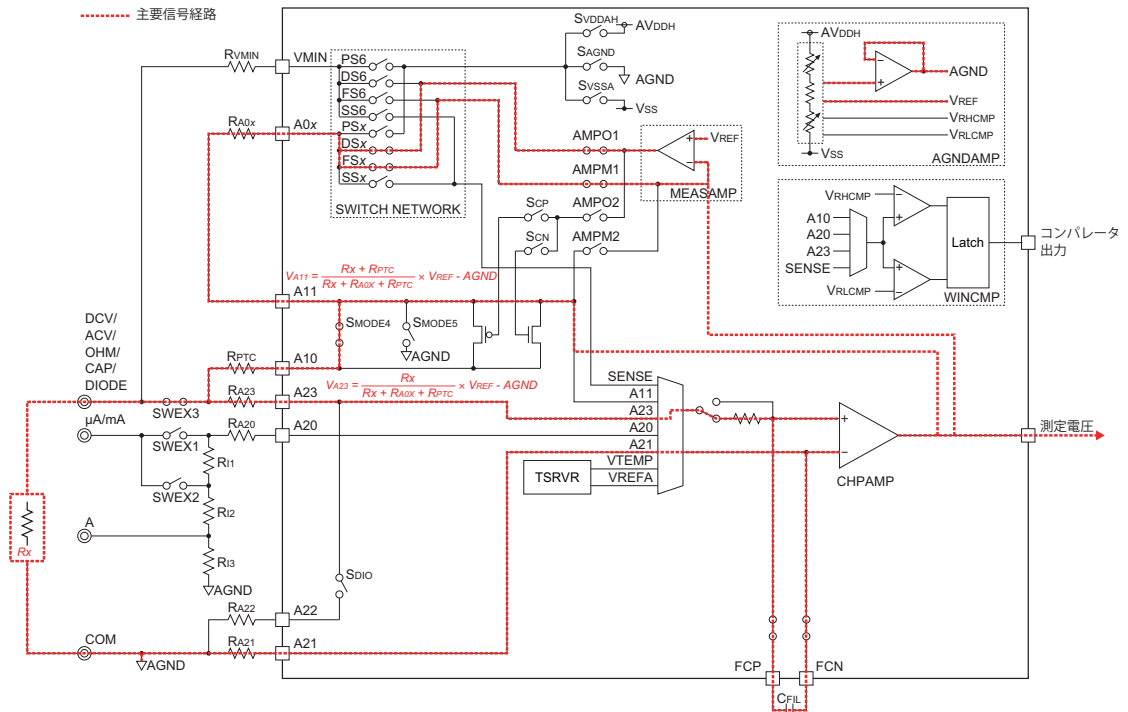 主要信号経路
RVMIN
VMIN
PS6
DS6
FS6
SS6
PSx
DSx
FSx
SSx
SWITCH NETWORK
RA0x
A0x
SVDDAH
AVDDH
SAGND
AGND
SVSSA
VSS
AMPO1
AMPM1
AMPO2
AMPM2
VREF
+
−
MEASAMP
SCP
SCN
AVDDH
−
+
AGND
VREF
VRHCMP
VRLCMP
VSS
AGNDAMP
VRHCMP
−
+
A10
A20
A23
SENSE
+
−
VRLCMP
Latch
WINCMP
コンパレータ
出力
VA11 = Rx + RPTC / Rx + RA0X + RPTC × VREF - AGND
A11
SMODE4
SMODE5
AGND
DCV/
ACV/
OHM/
CAP/
DIODE
RPTC
A10
VA23 = Rx / Rx + RA0X + RPTC × VREF - AGND
RA23
A23
SWEX3
μA/mA
SWEX1
RA20
A20
RI1
SWEX2
RI2
A
RI3
AGND
Rx
SENSE
A11
A23
A20
A21
VTEMP
VREFA
TSRVR
+
−
CHPAMP
測定電圧
SDIO
RA22
A22
COM
RA21
A21
AGND
FCP
FCN
CFIL